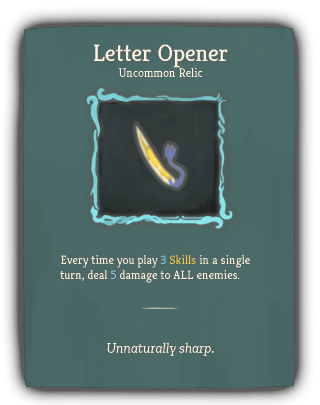 Letter Opener
Uncommon Relic
Every time you play 3 Skills in a single
turn, deal 5 damage to ALL enemies.
Unnaturally sharp.